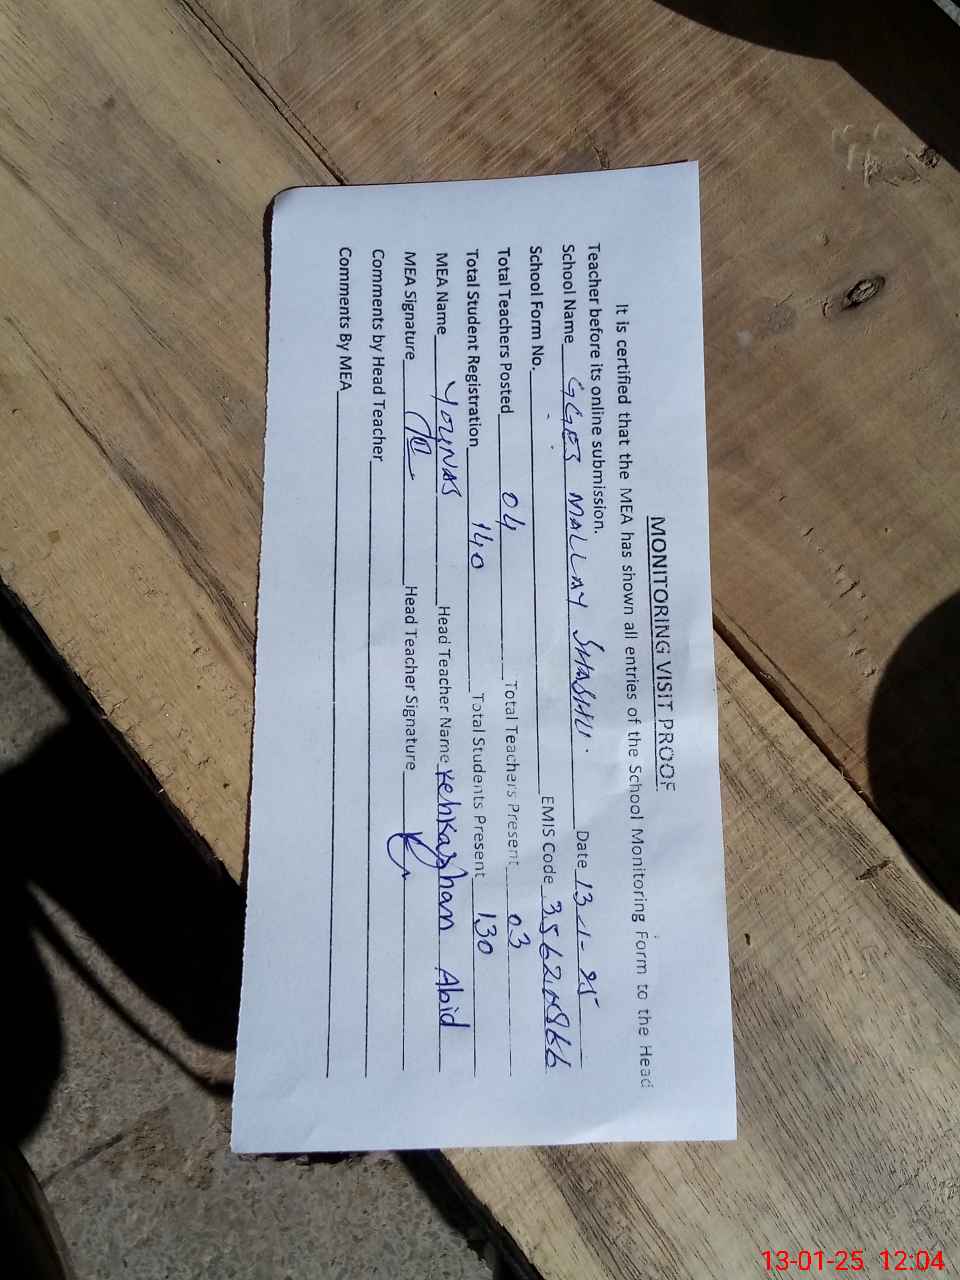 MONITORING VISIT PROOF
It is certified that the MEA has shown all entries of the School Monitoring Form to the Head
Teacher before its online submission.
School Name GGES MALLAY SHASHU. Date 13-1-25
School Form No. EMIS Code
Total Teachers Posted 04 Total Teachers Present 03
Total Student Registration 140 Total Students Present 130
MEA Name YOUNAS Head Teacher Name Kehkashan Abid
MEA Signature Head Teacher Signature
Comments by Head Teacher
Comments By MEA
13-01-25 12:04